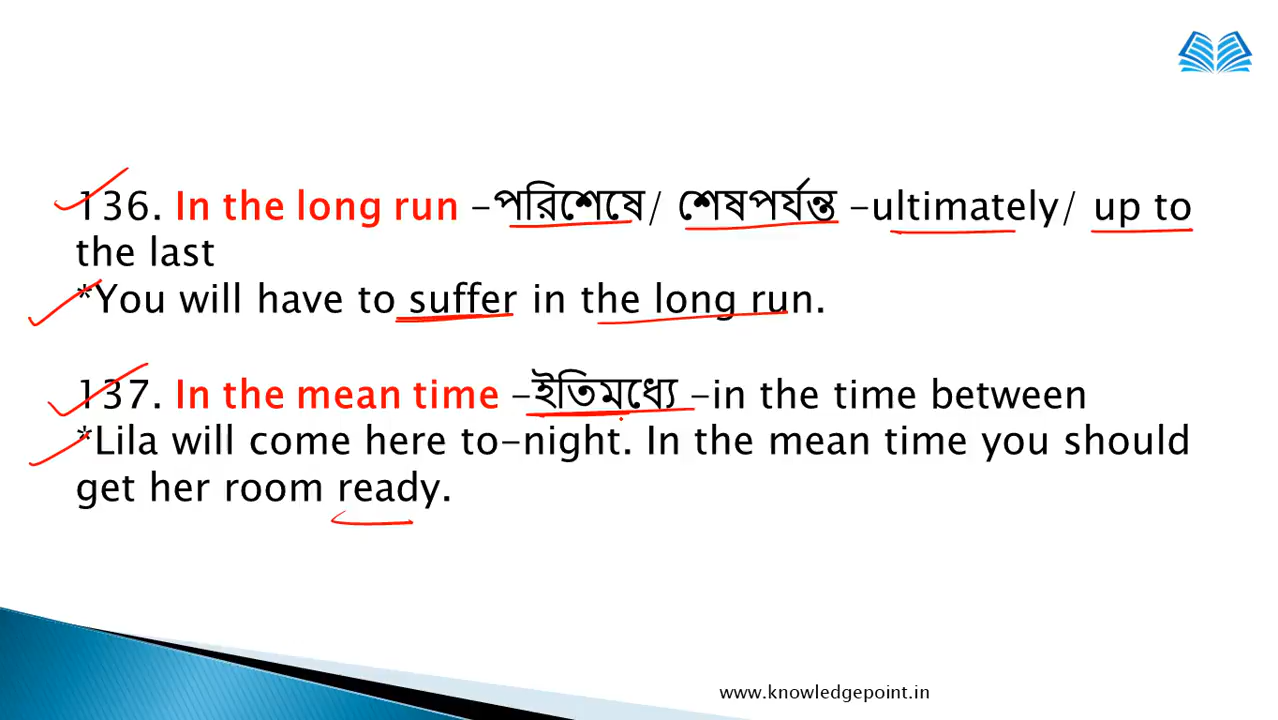 136. In the long run –পরিশেষে/ শেষপর্যন্ত –ultimately/ up to
the last
*You will have to suffer in the long run.
137. In the mean time –ইতিমধ্যে –in the time between
*Lila will come here to-night. In the mean time you should
get her room ready.
www.knowledgepoint.in